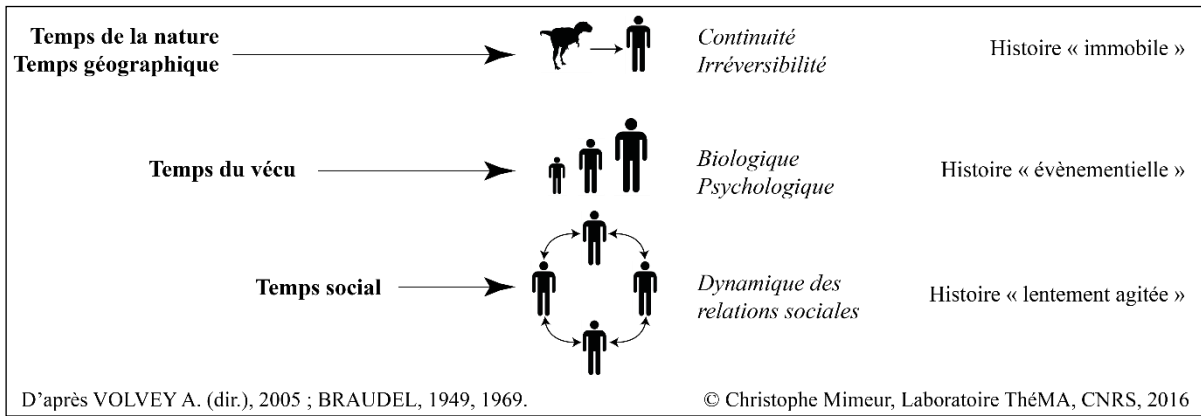 Temps de la nature
Temps géographique
Continuité
Irréversibilité
Histoire « immobile »
Temps du vécu
Biologique
Psychologique
Histoire « évènementielle »
Temps social
Dynamique des
relations sociales
Histoire « lentement agitée »
D'après VOLVEY A. (dir.), 2005 ; BRAUDEL, 1949, 1969.
© Christophe Mimeur, Laboratoire ThéMA, CNRS, 2016